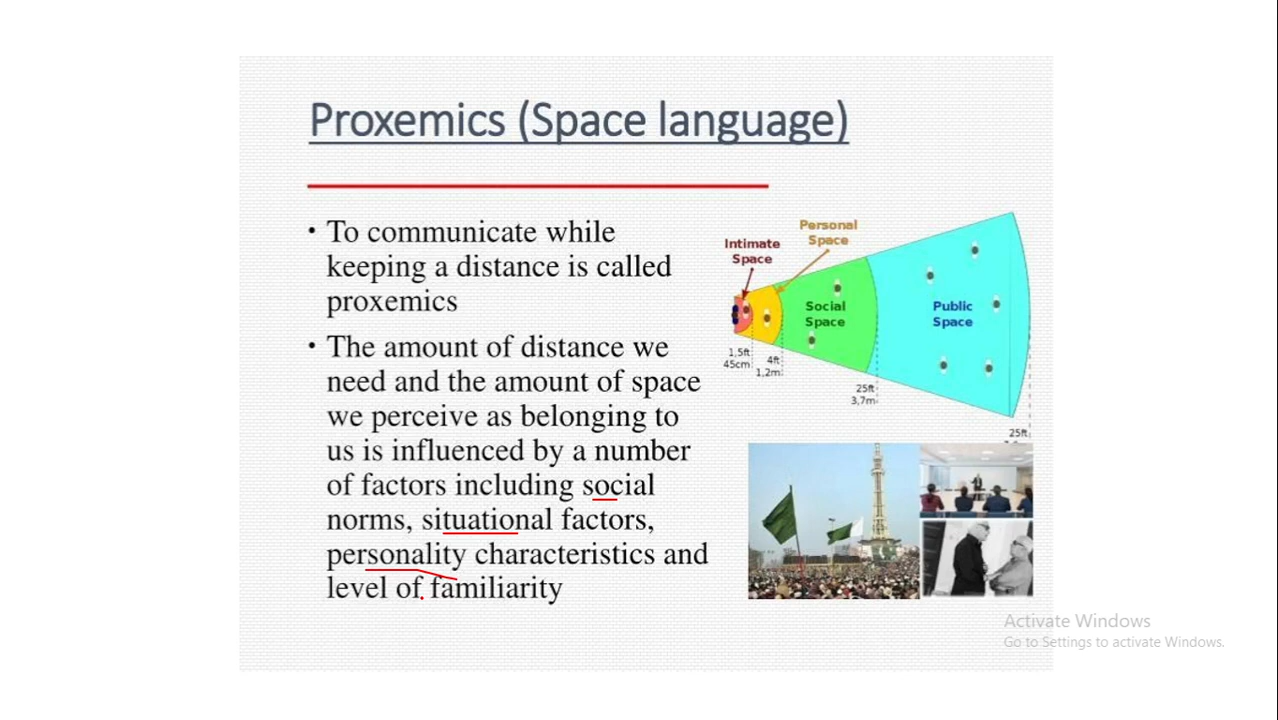 Proxemics (Space language)
• To communicate while
keeping a distance is called
proxemics
• The amount of distance we
need and the amount of space
we perceive as belonging to
us is influenced by a number
of factors including social
norms, situational factors,
personality characteristics and
level of familiarity
Intimate
Space
Personal
Space
Social
Space
Public
Space
1,5ft
45cm
4ft
1,2m
25ft
3,7m
25ft
Activate Windows
Go to Settings to activate Windows.